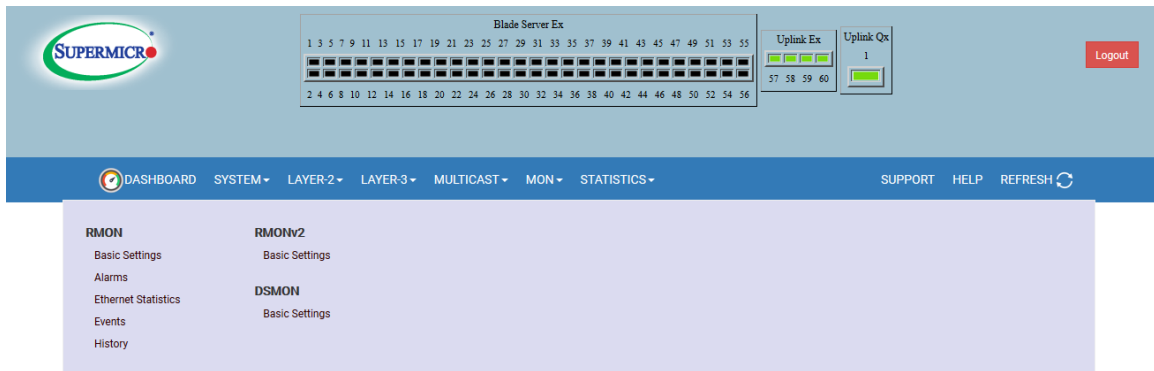 SUPERMICR
Blade Server Ex
1 3 5 7 9 11 13 15 17 19 21 23 25 27 29 31 33 35 37 39 41 43 45 47 49 51 53 55
2 4 6 8 10 12 14 16 18 20 22 24 26 28 30 32 34 36 38 40 42 44 46 48 50 52 54 56
Uplink Ex
57 58 59 60
Uplink Qx
1
Logout
DASHBOARD SYSTEM LAYER-2 LAYER-3 MULTICAST MON STATISTICS SUPPORT HELP REFRESH
RMON
Basic Settings
Alarms
Ethernet Statistics
Events
History
RMONv2
Basic Settings
DSMON
Basic Settings